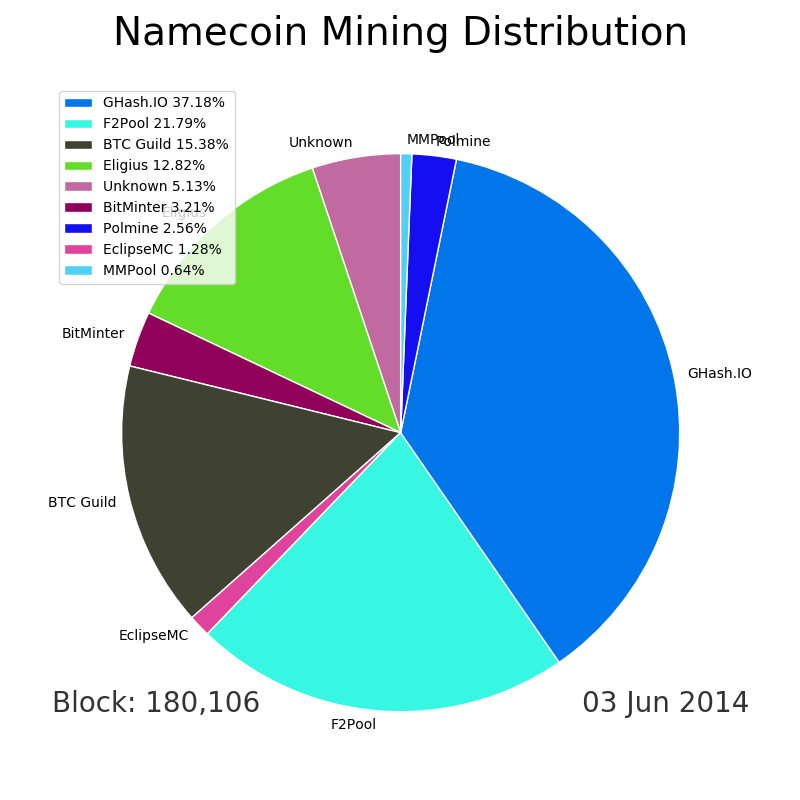 Namecoin Mining Distribution
GHash.IO 37.18%
F2Pool 21.79%
BTC Guild 15.38%
Eligius 12.82%
Unknown 5.13%
BitMinter 3.21%
Polmine 2.56%
EclipseMC 1.28%
MMPool 0.64%
MMPool
Polmine
Unknown
Eligius
BitMinter
GHash.IO
BTC Guild
EclipseMC
F2Pool
Block: 180,106
03 Jun 2014